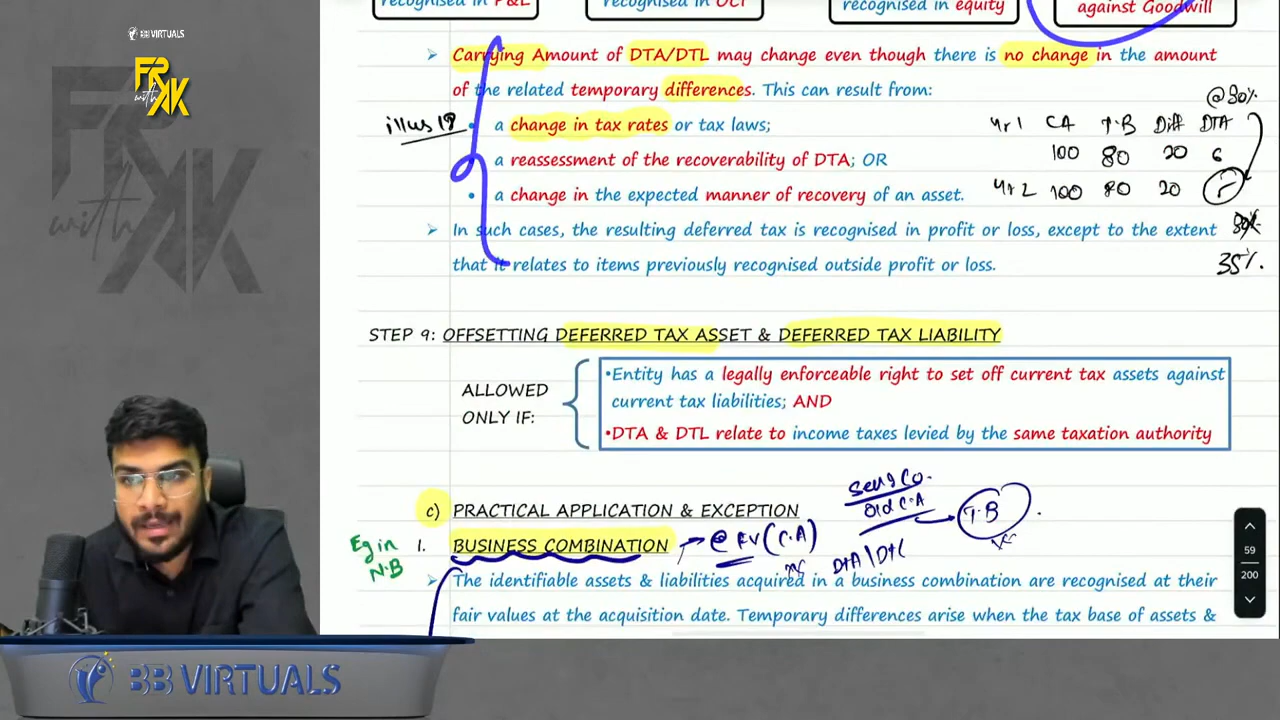 BB VIRTUALS
FR
with
AK
recognised in P&L
recognised in OCI
recognised in equity
against Goodwill
➢ Carrying Amount of DTA/DTL may change even though there is no change in the amount
of the related temporary differences. This can result from:
@30%
illus 19
• a change in tax rates or tax laws;
Yr 1 CA T.B Diff DTA
100 80 20 6
• a reassessment of the recoverability of DTA; OR
• a change in the expected manner of recovery of an asset.
Yr 2 100 80 20
➢ In such cases, the resulting deferred tax is recognised in profit or loss, except to the extent
that it relates to items previously recognised outside profit or loss.
35%.
STEP 9: OFFSETTING DEFERRED TAX ASSET & DEFERRED TAX LIABILITY
ALLOWED
ONLY IF:
•Entity has a legally enforceable right to set off current tax assets against
current tax liabilities; AND
•DTA & DTL relate to income taxes levied by the same taxation authority
Old C.A
T.B
c) PRACTICAL APPLICATION & EXCEPTION
Eg in
N.B
1. BUSINESS COMBINATION
@ FV (C.A)
DTA | DTL
➢ The identifiable assets & liabilities acquired in a business combination are recognised at their
fair values at the acquisition date. Temporary differences arise when the tax base of assets &
59
200
BB VIRTUALS